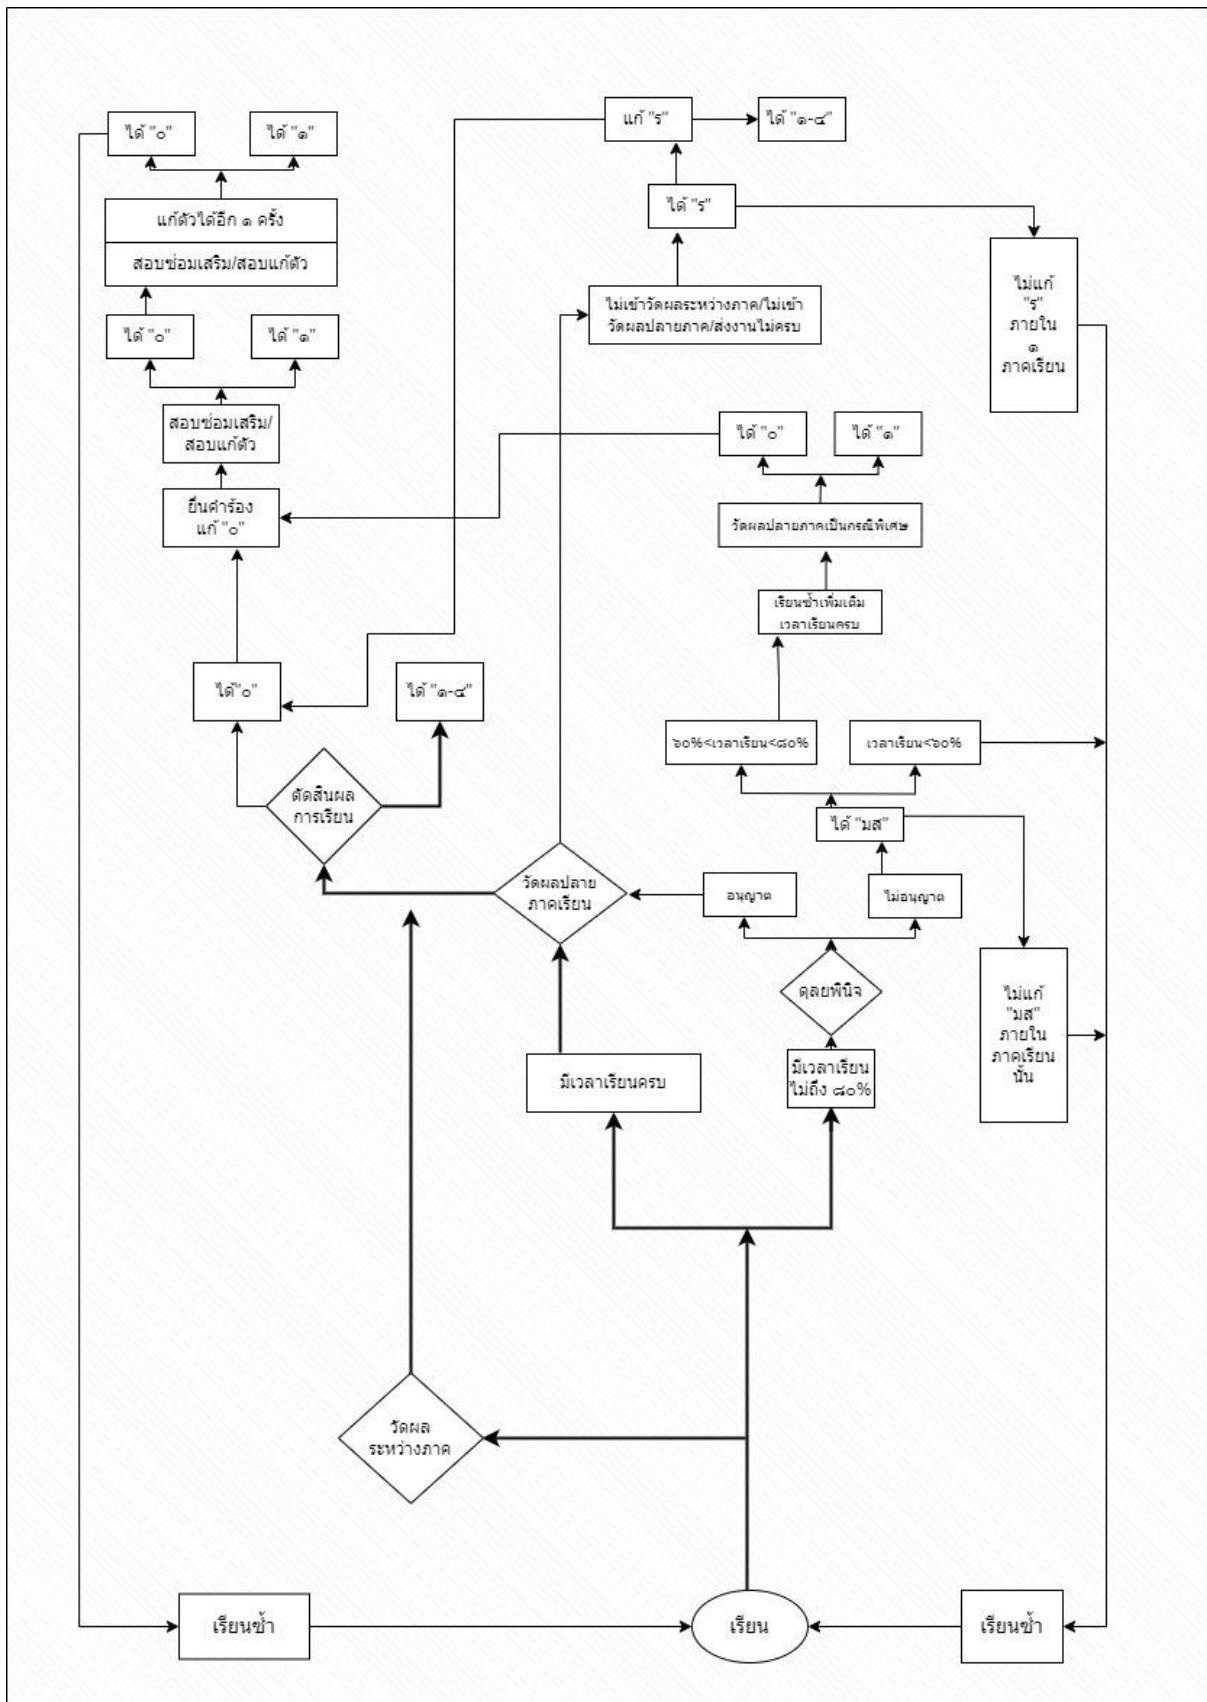 ได้ "๐"
ได้ "๑"
แก้ "ร"
ได้ "๑-๔"
ได้ "ร"
แก้ตัวได้อีก ๑ ครั้ง
สอบซ่อมเสริม/สอบแก้ตัว
ไม่แก้
"ร"
ภายใน
๑
ภาคเรียน
ไม่เข้าวัดผลระหว่างภาค/ไม่เข้า
วัดผลปลายภาค/ส่งงานไม่ครบ
ได้ "๐"
ได้ "๑"
สอบซ่อมเสริม/
สอบแก้ตัว
ได้ "๐"
ได้ "๑"
ยื่นคำร้อง
แก้ "๐"
วัดผลปลายภาคเป็นกรณีพิเศษ
เรียนซ้ำเพิ่มเติม
เวลาเรียนครบ
ได้"๐"
ได้ "๑-๔"
๖๐%<เวลาเรียน<๘๐%
เวลาเรียน<๖๐%
ตัดสินผล
การเรียน
ได้ "มส"
วัดผลปลาย
ภาคเรียน
อนุญาต
ไม่อนุญาต
ดุลยพินิจ
ไม่แก้
"มส"
ภายใน
ภาคเรียน
นั้น
มีเวลาเรียนครบ
มีเวลาเรียน
ไม่ถึง ๘๐%
วัดผล
ระหว่างภาค
เรียนซ้ำ
เรียน
เรียนซ้ำ